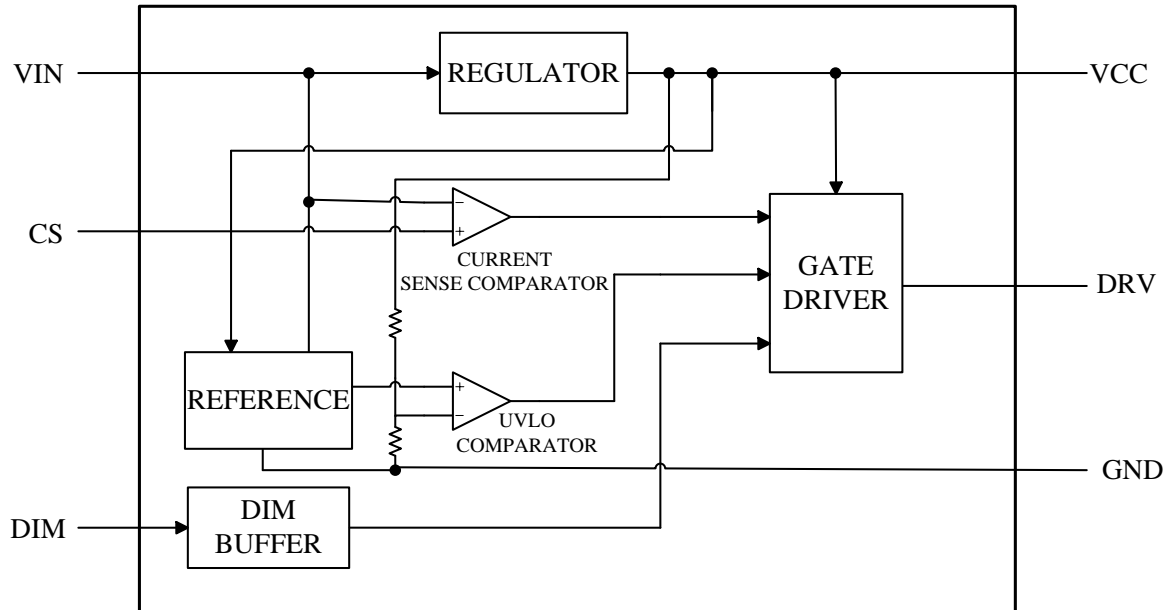 VIN
REGULATOR
VCC
CS
−
+
CURRENT
SENSE COMPARATOR
GATE
DRIVER
DRV
REFERENCE
+
−
UVLO
COMPARATOR
GND
DIM
DIM
BUFFER